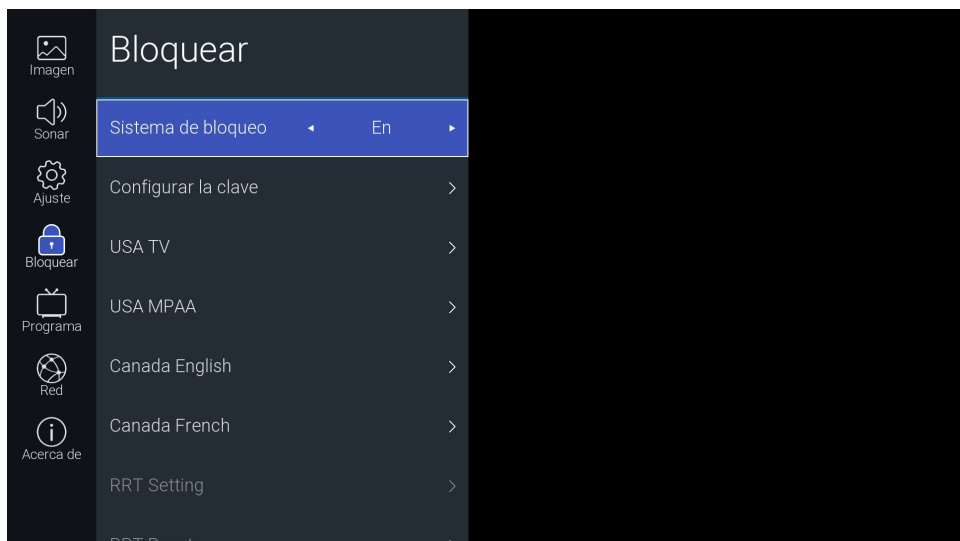 Bloquear
Imagen
Sonar
Ajuste
Bloquear
Programa
Red
Acerca de
Sistema de bloqueo En
Configurar la clave
USA TV
USA MPAA
Canada English
Canada French
RRT Setting